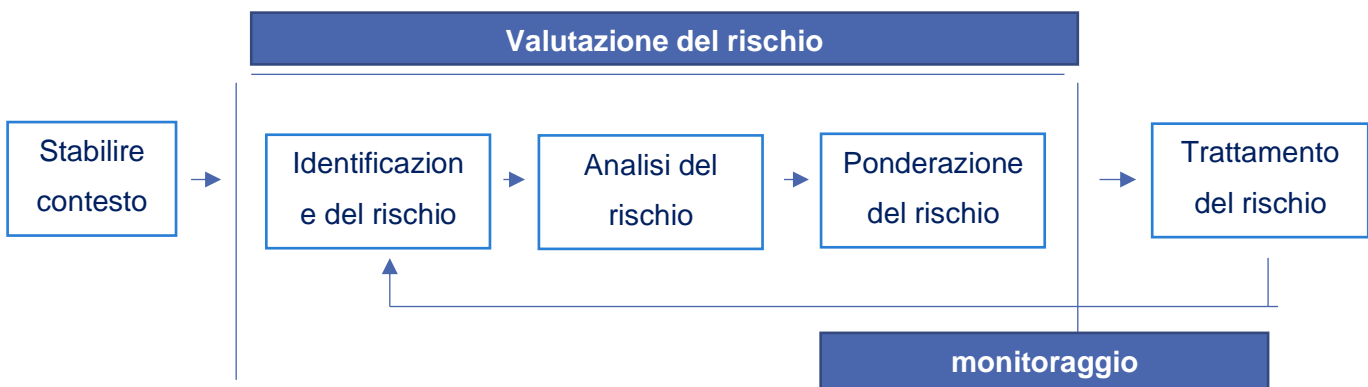 Valutazione del rischio
Stabilire
contesto
Identificazion
e del rischio
Analisi del
rischio
Ponderazione
del rischio
Trattamento
del rischio
monitoraggio